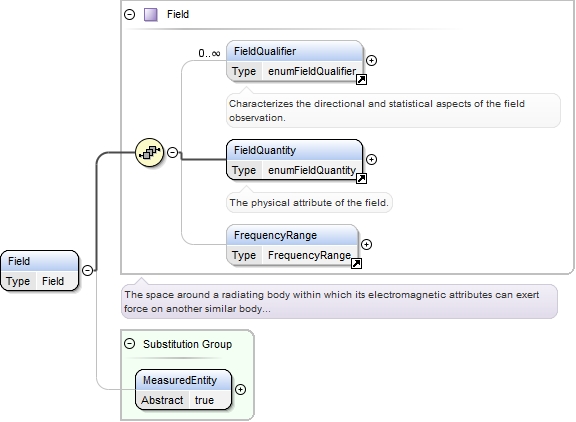 Field
0..∞
FieldQualifier
Type enumFieldQualifier
Characterizes the directional and statistical aspects of the field
observation.
FieldQuantity
Type enumFieldQuantity
The physical attribute of the field.
FrequencyRange
Type FrequencyRange
Field
Type Field
The space around a radiating body within which its electromagnetic attributes can exert
force on another similar body...
Substitution Group
MeasuredEntity
Abstract true